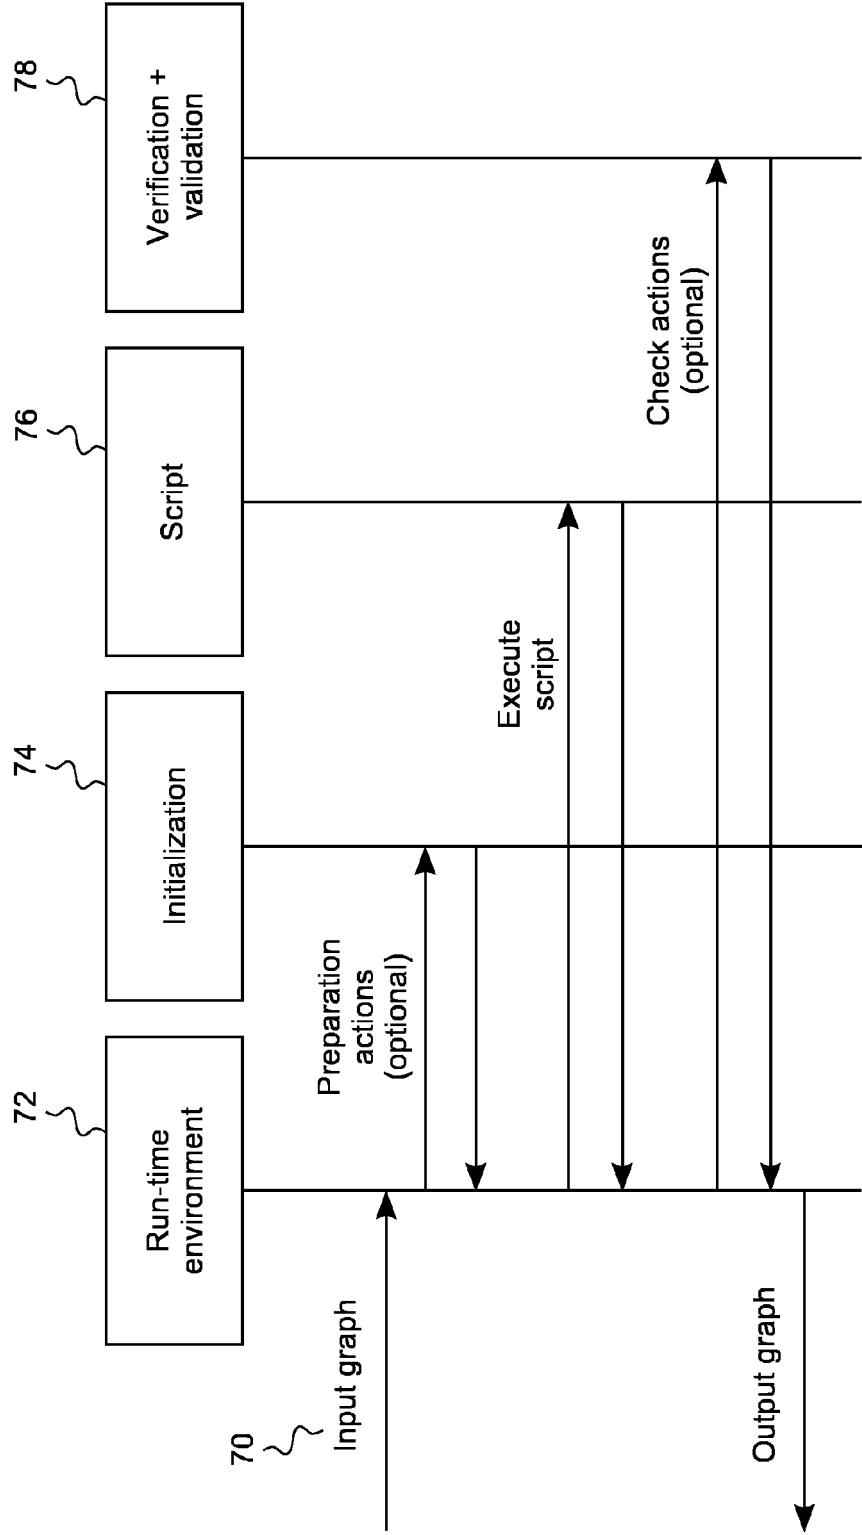 72
74
76
78
Run-time
environment
Initialization
Script
Verification +
validation
70
Input graph
Preparation
actions
(optional)
Execute
script
Check actions
(optional)
Output graph